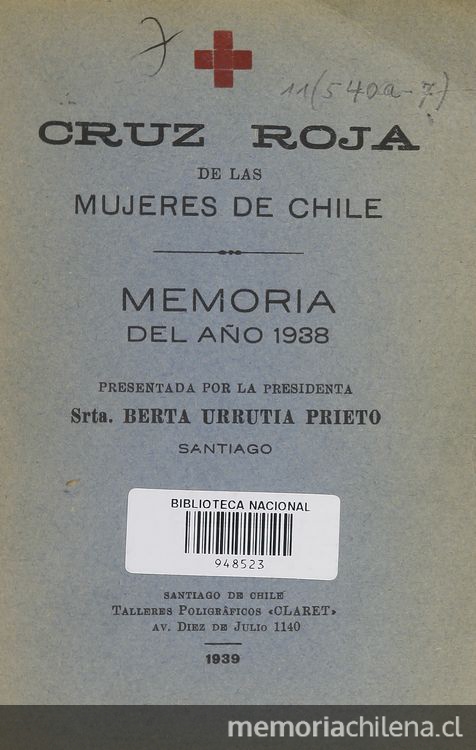 11(540a-7)
CRUZ ROJA
DE LAS
MUJERES DE CHILE
MEMORIA
DEL AÑO 1938
PRESENTADA POR LA PRESIDENTA
Srta. BERTA URRUTIA PRIETO
SANTIAGO
BIBLIOTECA NACIONAL
948523
SANTIAGO DE CHILE
TALLERES POLIGRÁFICOS «CLARET»
AV. DIEZ DE JULIO 1140
1939
memoriachilena.cl